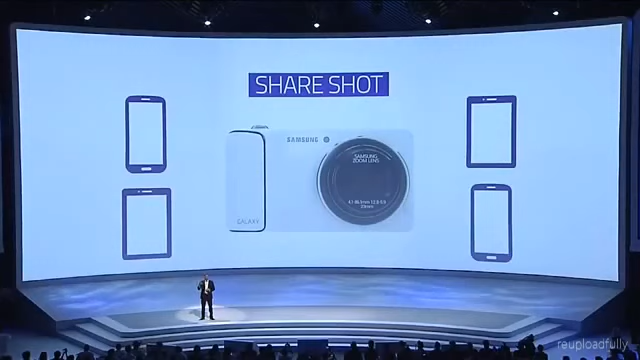 SHARE SHOT
SAMSUNG
SAMSUNG
ZOOM LENS
GALAXY
reuploadfully